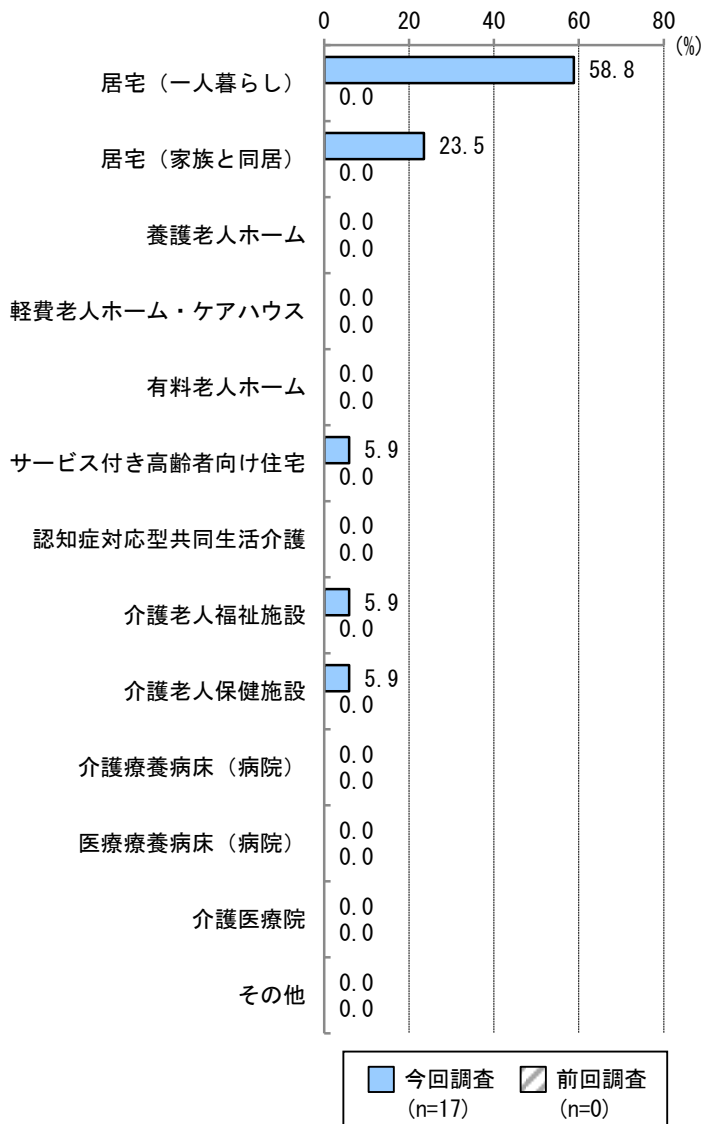 0 20 40 60 80
(%)
居宅（一人暮らし） 58.8
0.0
居宅（家族と同居） 23.5
0.0
養護老人ホーム 0.0
0.0
軽費老人ホーム・ケアハウス 0.0
0.0
有料老人ホーム 0.0
0.0
サービス付き高齢者向け住宅 5.9
0.0
認知症対応型共同生活介護 0.0
0.0
介護老人福祉施設 5.9
0.0
介護老人保健施設 5.9
0.0
介護療養病床（病院） 0.0
0.0
医療療養病床（病院） 0.0
0.0
介護医療院 0.0
0.0
その他 0.0
0.0
今回調査 前回調査
(n=17) (n=0)